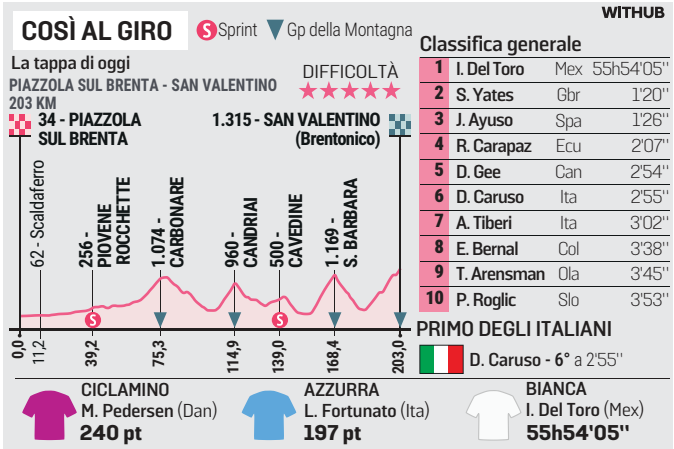 WITHUB
COSÌ AL GIRO
S Sprint Gp della Montagna
La tappa di oggi
PIAZZOLA SUL BRENTA - SAN VALENTINO
203 KM
DIFFICOLTÀ
34 - PIAZZOLA
SUL BRENTA
1.315 - SAN VALENTINO
(Brentonico)
62 - Scaldaferro
256 -
PIOVENE
ROCCHETTE
1.074 -
CARBONARE
960 -
CANDRIAI
500 -
CAVEDINE
1.169 -
S. BARBARA
S
S
0,0
11,2
39,2
75,3
114,9
139,0
168,4
203,0
Classifica generale
1 I. Del Toro Mex 55h54'05"
2 S. Yates Gbr 1'20"
3 J. Ayuso Spa 1'26"
4 R. Carapaz Ecu 2'07"
5 D. Gee Can 2'54"
6 D. Caruso Ita 2'55"
7 A. Tiberi Ita 3'02"
8 E. Bernal Col 3'38"
9 T. Arensman Ola 3'45"
10 P. Roglic Slo 3'53"
PRIMO DEGLI ITALIANI
D. Caruso - 6° a 2'55"
CICLAMINO
M. Pedersen (Dan)
240 pt
AZZURRA
L. Fortunato (Ita)
197 pt
BIANCA
I. Del Toro (Mex)
55h54'05"